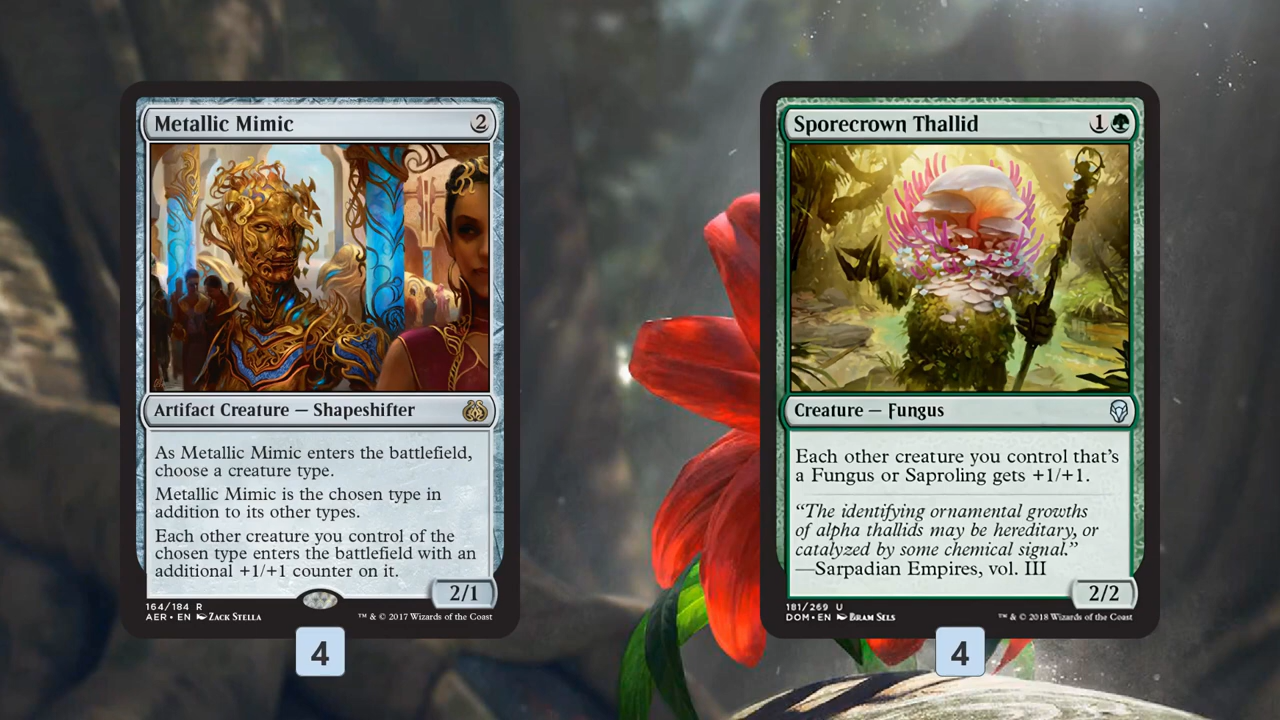 Metallic Mimic 2
Artifact Creature — Shapeshifter
As Metallic Mimic enters the battlefield,
choose a creature type.
Metallic Mimic is the chosen type in
addition to its other types.
Each other creature you control of the
chosen type enters the battlefield with an
additional +1/+1 counter on it.
2/1
164/184 R
AER • EN Zack Stella
™ & © 2017 Wizards of the Coast
4
Sporecrown Thallid 1
Creature — Fungus
Each other creature you control that's
a Fungus or Saproling gets +1/+1.
"The identifying ornamental growths
of alpha thallids may be hereditary, or
catalyzed by some chemical signal."
—Sarpadian Empires, vol. III
2/2
181/269 U
DOM • EN Bram Sels
™ & © 2018 Wizards of the Coast
4